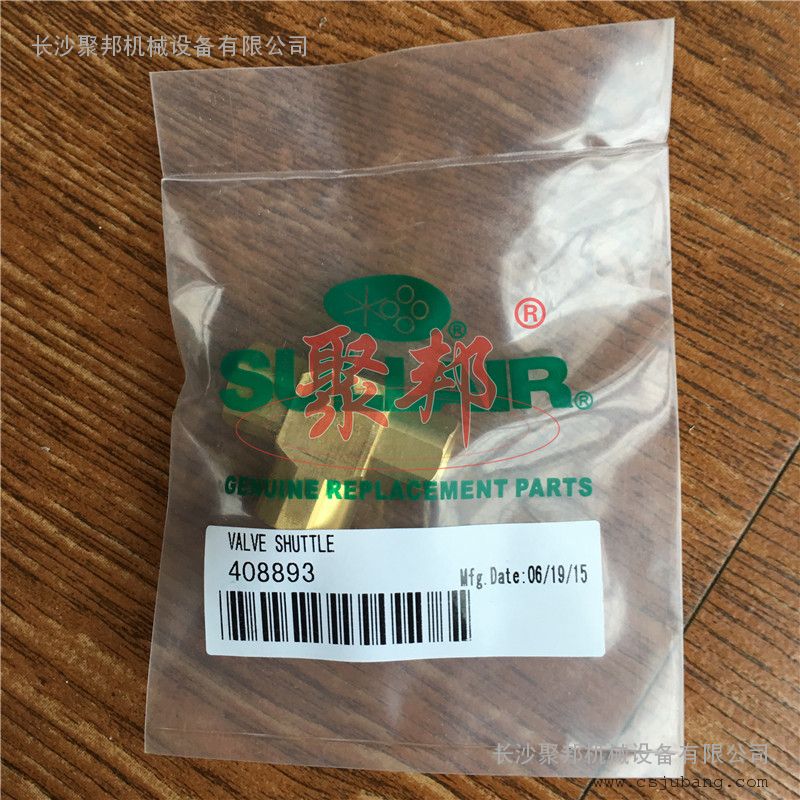 长沙聚邦机械设备有限公司
®
®
SULLAIR®
聚邦
GENUINE REPLACEMENT PARTS
VALVE SHUTTLE
408893 Mfg.Date:06/19/15
长沙聚邦机械设备有限公司
www.csjubang.com